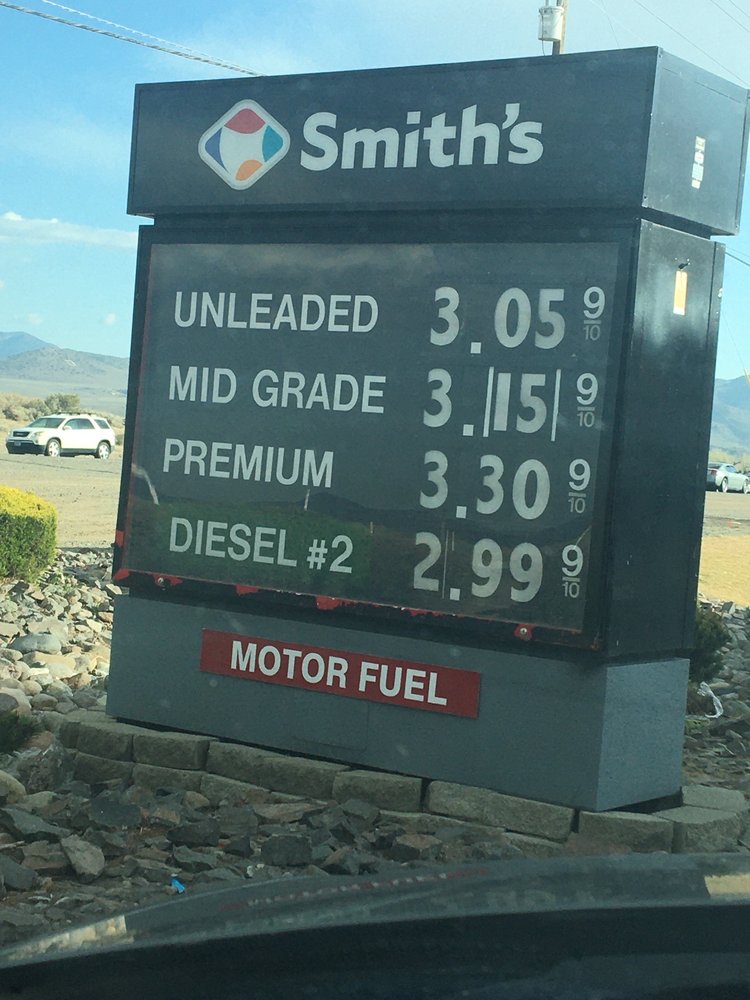 Smith's
UNLEADED 3.05 9/10
MID GRADE 3.15 9/10
PREMIUM 3.30 9/10
DIESEL #2 2.99 9/10
MOTOR FUEL